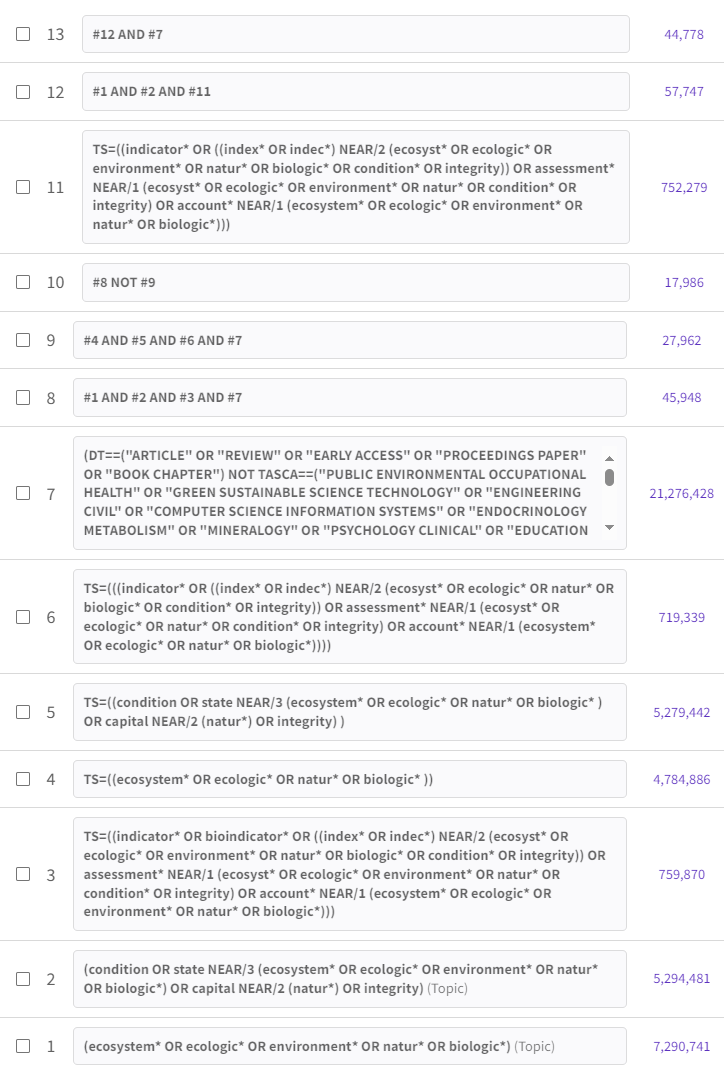 13
#12 AND #7
44,778
12
#1 AND #2 AND #11
57,747
TS=((indicator* OR ((index* OR indec*) NEAR/2 (ecosyst* OR ecologic* OR
environment* OR natur* OR biologic* OR condition* OR integrity)) OR assessment*
11
NEAR/1 (ecosyst* OR ecologic* OR environment* OR natur* OR condition* OR
752,279
integrity) OR account* NEAR/1 (ecosystem* OR ecologic* OR environment* OR
natur* OR biologic*)))
10
#8 NOT #9
17,986
9
#4 AND #5 AND #6 AND #7
27,962
8
#1 AND #2 AND #3 AND #7
45,948
(DT==("ARTICLE" OR "REVIEW" OR "EARLY ACCESS" OR "PROCEEDINGS PAPER"
OR "BOOK CHAPTER") NOT TASCA==("PUBLIC ENVIRONMENTAL OCCUPATIONAL
7
HEALTH" OR "GREEN SUSTAINABLE SCIENCE TECHNOLOGY" OR "ENGINEERING
21,276,428
CIVIL" OR "COMPUTER SCIENCE INFORMATION SYSTEMS" OR "ENDOCRINOLOGY
METABOLISM" OR "MINERALOGY" OR "PSYCHOLOGY CLINICAL" OR "EDUCATION
TS=(((indicator* OR ((index* OR indec*) NEAR/2 (ecosyst* OR ecologic* OR natur* OR
6
biologic* OR condition* OR integrity)) OR assessment* NEAR/1 (ecosyst* OR
719,339
ecologic* OR natur* OR condition* OR integrity) OR account* NEAR/1 (ecosystem*
OR ecologic* OR natur* OR biologic*))))
5
TS=((condition OR state NEAR/3 (ecosystem* OR ecologic* OR natur* OR biologic* )
5,279,442
OR capital NEAR/2 (natur*) OR integrity) )
4
TS=((ecosystem* OR ecologic* OR natur* OR biologic* ))
4,784,886
TS=((indicator* OR bioindicator* OR ((index* OR indec*) NEAR/2 (ecosyst* OR
ecologic* OR environment* OR natur* OR biologic* OR condition* OR integrity)) OR
3
assessment* NEAR/1 (ecosyst* OR ecologic* OR environment* OR natur* OR
759,870
condition* OR integrity) OR account* NEAR/1 (ecosystem* OR ecologic* OR
environment* OR natur* OR biologic*)))
2
(condition OR state NEAR/3 (ecosystem* OR ecologic* OR environment* OR natur*
5,294,481
OR biologic*) OR capital NEAR/2 (natur*) OR integrity) (Topic)
1
(ecosystem* OR ecologic* OR environment* OR natur* OR biologic*) (Topic)
7,290,741